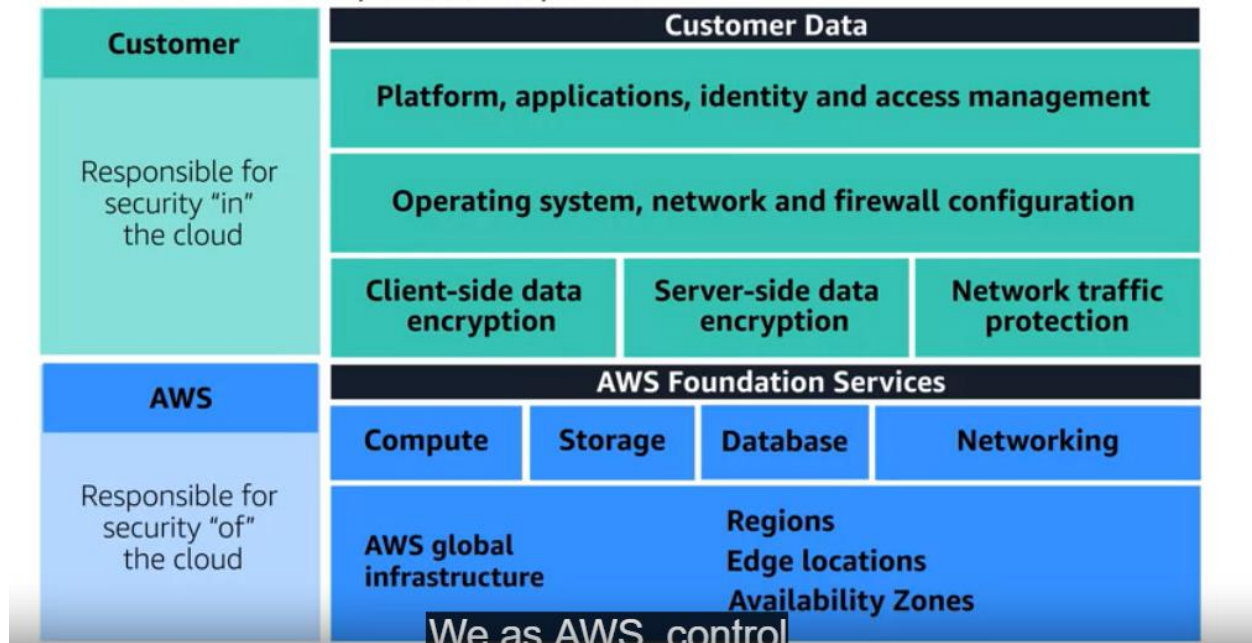 Customer
Responsible for
security “in”
the cloud
Customer Data
Platform, applications, identity and access management
Operating system, network and firewall configuration
Client-side data
encryption
Server-side data
encryption
Network traffic
protection
AWS
Responsible for
security “of”
the cloud
AWS Foundation Services
Compute
Storage
Database
Networking
AWS global
infrastructure
Regions
Edge locations
Availability Zones
We as AWS, control